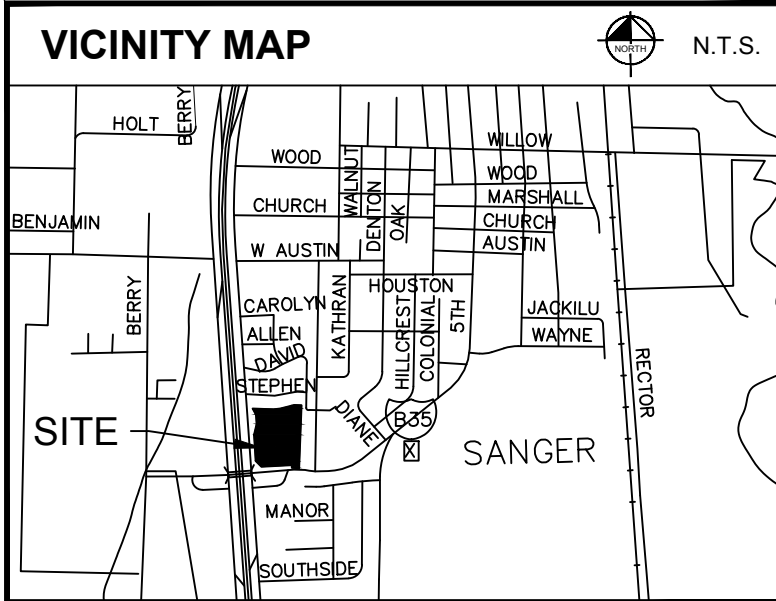 VICINITY MAP
NORTH
N.T.S.
HOLT
BERRY
WOOD
WALNUT
WILLOW
WOOD
DENTON
OAK
MARSHALL
BENJAMIN
CHURCH
CHURCH
W AUSTIN
AUSTIN
BERRY
KATHRAN
HOUSTON
HILLCREST
COLONIAL
5TH
CAROLYN
JACKILU
ALLEN
WAYNE
DAVID
STEPHEN
RECTOR
SITE
DIANE
B35
X
SANGER
MANOR
SOUTHSIDE